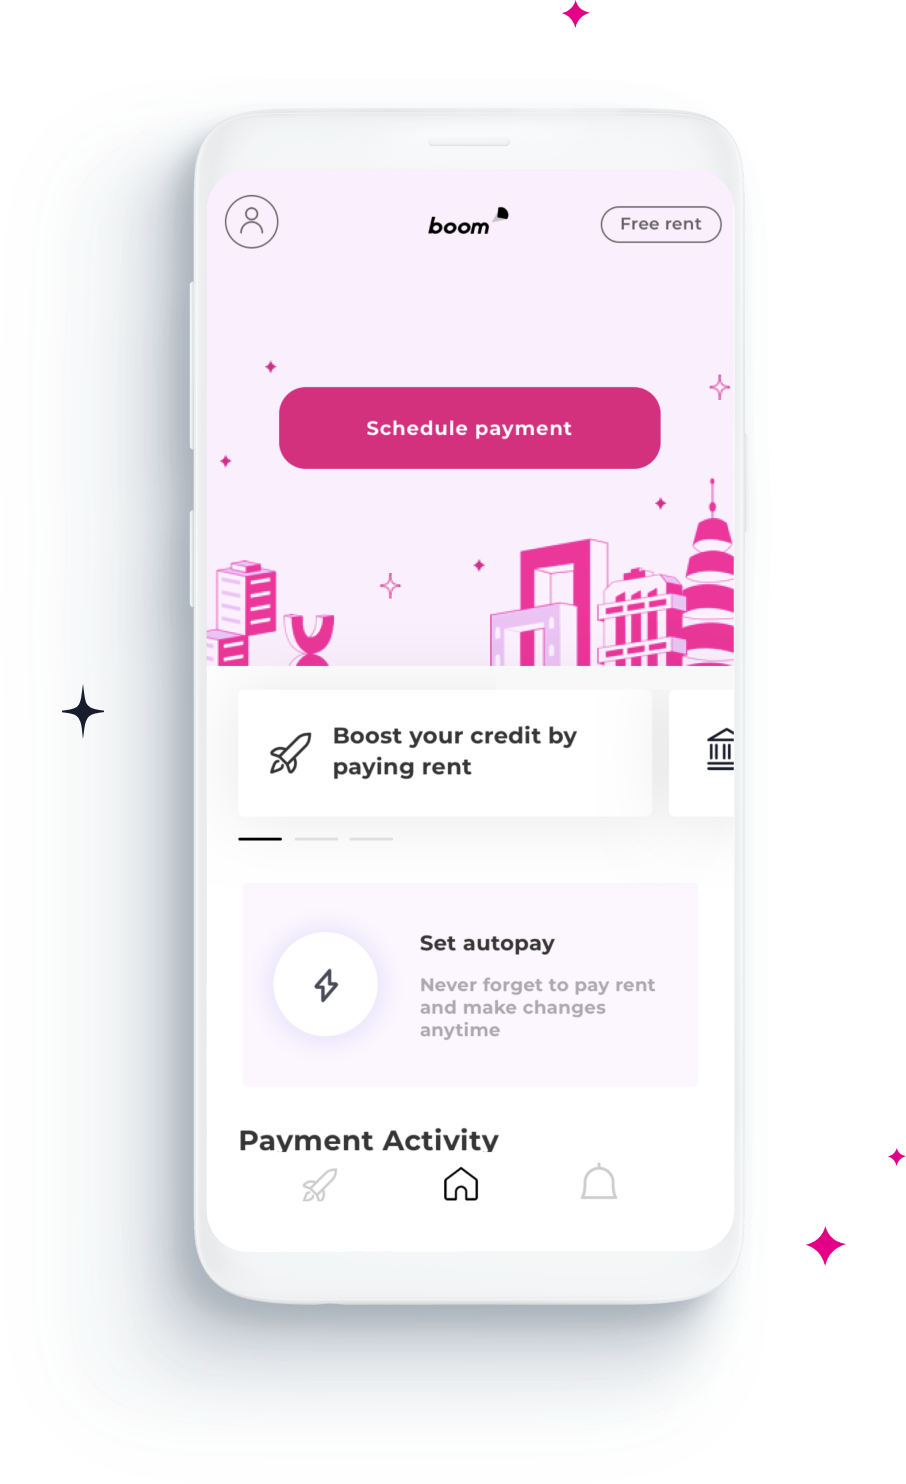 boom
Free rent
Schedule payment
Boost your credit by
paying rent
Set autopay
Never forget to pay rent
and make changes
anytime
Payment Activity